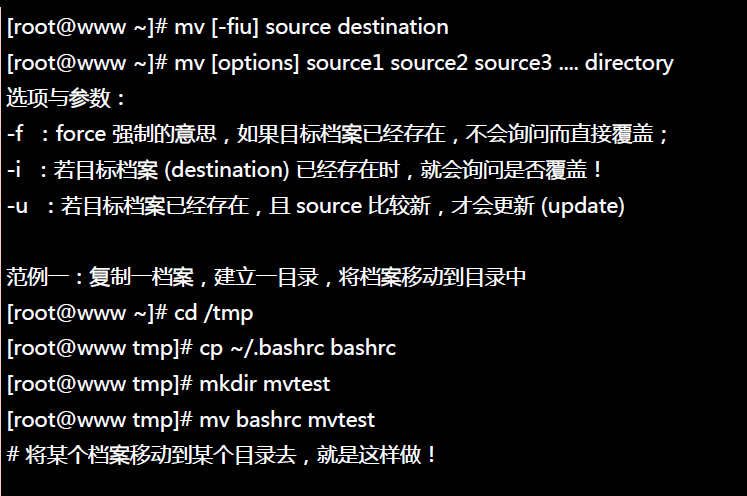 [root@www ~]# mv [-fiu] source destination
[root@www ~]# mv [options] source1 source2 source3 .... directory
选项与参数：
-f ：force 强制的意思，如果目标档案已经存在，不会询问而直接覆盖；
-i ：若目标档案 (destination) 已经存在时，就会询问是否覆盖！
-u ：若目标档案已经存在，且 source 比较新，才会更新 (update)
范例一：复制一档案，建立一目录，将档案移动到目录中
[root@www ~]# cd /tmp
[root@www tmp]# cp ~/.bashrc bashrc
[root@www tmp]# mkdir mvtest
[root@www tmp]# mv bashrc mvtest
# 将某个档案移动到某个目录去，就是这样做！